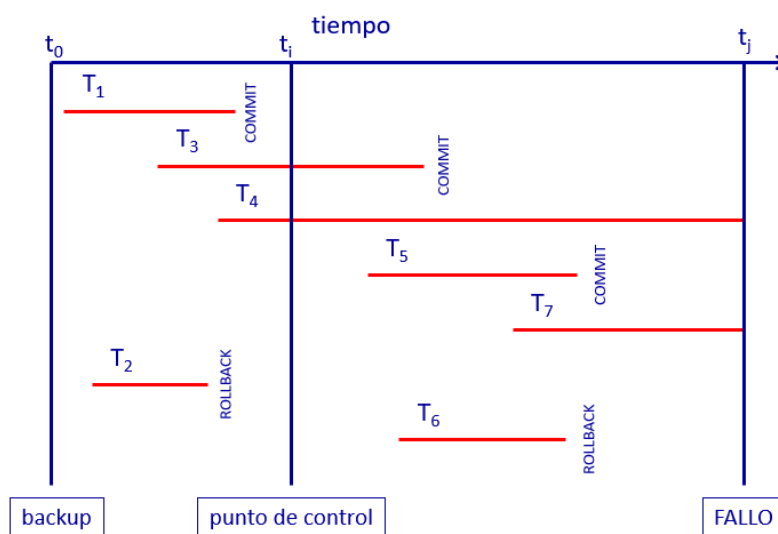 tiempo
t₀
tᵢ
tⱼ
T₁
COMMIT
T₃
COMMIT
T₄
T₅
COMMIT
T₇
T₂
ROLLBACK
T₆
ROLLBACK
backup
punto de control
FALLO